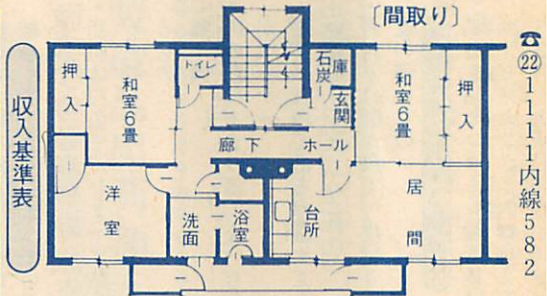 〔間取り〕
☎㉒1111内線582
押入
和室6畳
トイレ
石炭庫
玄関
和室6畳
押入
廊下
ホール
洋室
洗面
浴室
台所
居間
収入基準表